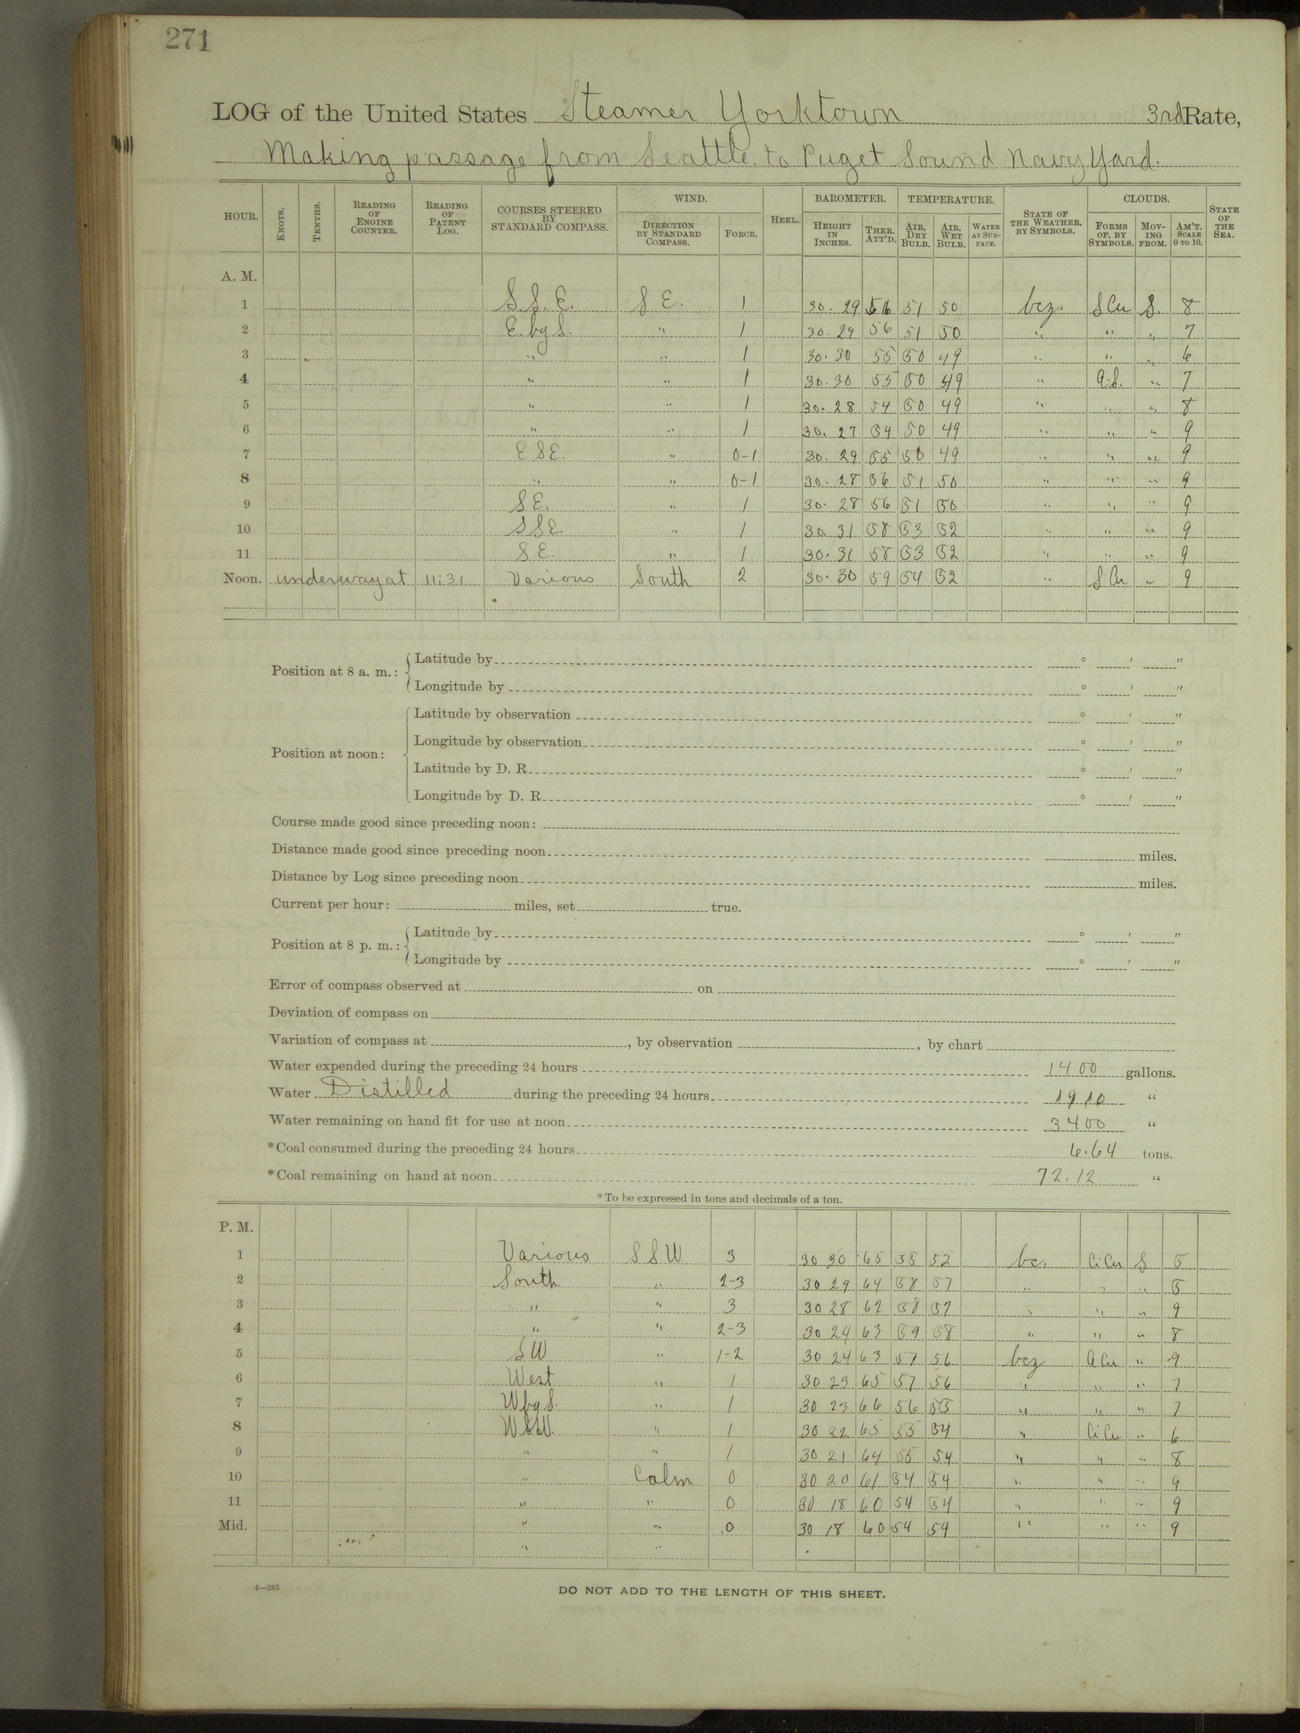 271
LOG of the United States Steamer Yorktown 3rd Rate,
Making passage from Seattle to Puget Sound Navy Yard.
HOUR. KNOTS. TENTHS. READING OF ENGINE COUNTER. READING OF PATENT LOG. COURSES STEERED BY STANDARD COMPASS. WIND. DIRECTION BY STANDARD COMPASS. FORCE. HEEL. BAROMETER. HEIGHT IN INCHES. THER. ATT'D. TEMPERATURE. AIR, DRY BULB. AIR, WET BULB. WATER AT SURFACE. STATE OF THE WEATHER, BY SYMBOLS. CLOUDS. FORMS OF, BY SYMBOLS. MOVING FROM. AM'T, SCALE 0 TO 10. STATE OF THE SEA.
A. M.
1 S.S.E. S E. 1 30.29 56 51 50 bcz. S Cu S. 8
2 E. by S. " 1 30.29 56 51 50 " " " 7
3 " " 1 30.30 55 50 49 " " " 6
4 " " 1 30.30 55 50 49 " A.S. " 7
5 " " 1 30.28 54 50 49 " " " 8
6 " " 1 30.27 54 50 49 " " " 9
7 E S E. " 0-1 30.29 55 50 49 " " " 9
8 " " 0-1 30.28 56 51 50 " " " 9
9 S E. " 1 30.28 56 51 50 " " " 9
10 S S E. " 1 30.31 58 53 52 " " " 9
11 S E. " 1 30.31 58 53 52 " " " 9
Noon. underway at 11:31 Various South 2 30.30 59 54 52 " S Cu " 9
Position at 8 a. m.: Latitude by ° ′ ″
Longitude by ° ′ ″
Position at noon: Latitude by observation ° ′ ″
Longitude by observation ° ′ ″
Latitude by D. R. ° ′ ″
Longitude by D. R. ° ′ ″
Course made good since preceding noon:
Distance made good since preceding noon miles.
Distance by Log since preceding noon miles.
Current per hour: miles, set true.
Position at 8 p. m.: Latitude by ° ′ ″
Longitude by ° ′ ″
Error of compass observed at on
Deviation of compass on
Variation of compass at , by observation , by chart
Water expended during the preceding 24 hours 1400 gallons.
Water Distilled during the preceding 24 hours 1910 "
Water remaining on hand fit for use at noon 3400 "
*Coal consumed during the preceding 24 hours 6.64 tons.
*Coal remaining on hand at noon 72.12 "
*To be expressed in tons and decimals of a ton.
P. M.
1 Various S S W 3 30 30 65 58 52 bc. Ci Cu S 5
2 South " 2-3 30 29 64 58 57 " " " 5
3 " " 3 30 28 62 58 57 " " " 9
4 " " 2-3 30 24 63 59 58 " " " 8
5 S W " 1-2 30 24 63 57 56 bcz A Cu " 9
6 West " 1 30 23 65 57 56 " " " 7
7 W by S. " 1 30 23 66 56 55 " " " 7
8 WSW. " 1 30 22 65 55 54 " Ci Cu " 6
9 " " 1 30 21 64 55 54 " " " 8
10 " Calm 0 30 20 61 54 54 " " " 9
11 " " 0 30 18 60 54 54 " " " 9
Mid. " " 0 30 18 60 54 54 " " " 9
" "
4—265
DO NOT ADD TO THE LENGTH OF THIS SHEET.